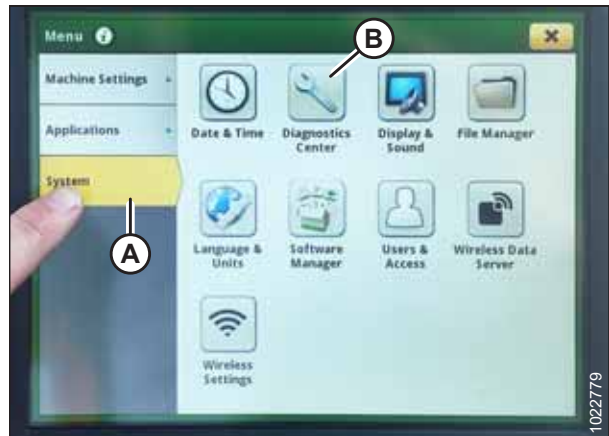 Menu i
B
Machine Settings
Applications
System
A
Date & Time
Diagnostics
Center
Display &
Sound
File Manager
Language &
Units
Software
Manager
Users &
Access
Wireless Data
Server
Wireless
Settings
1022779